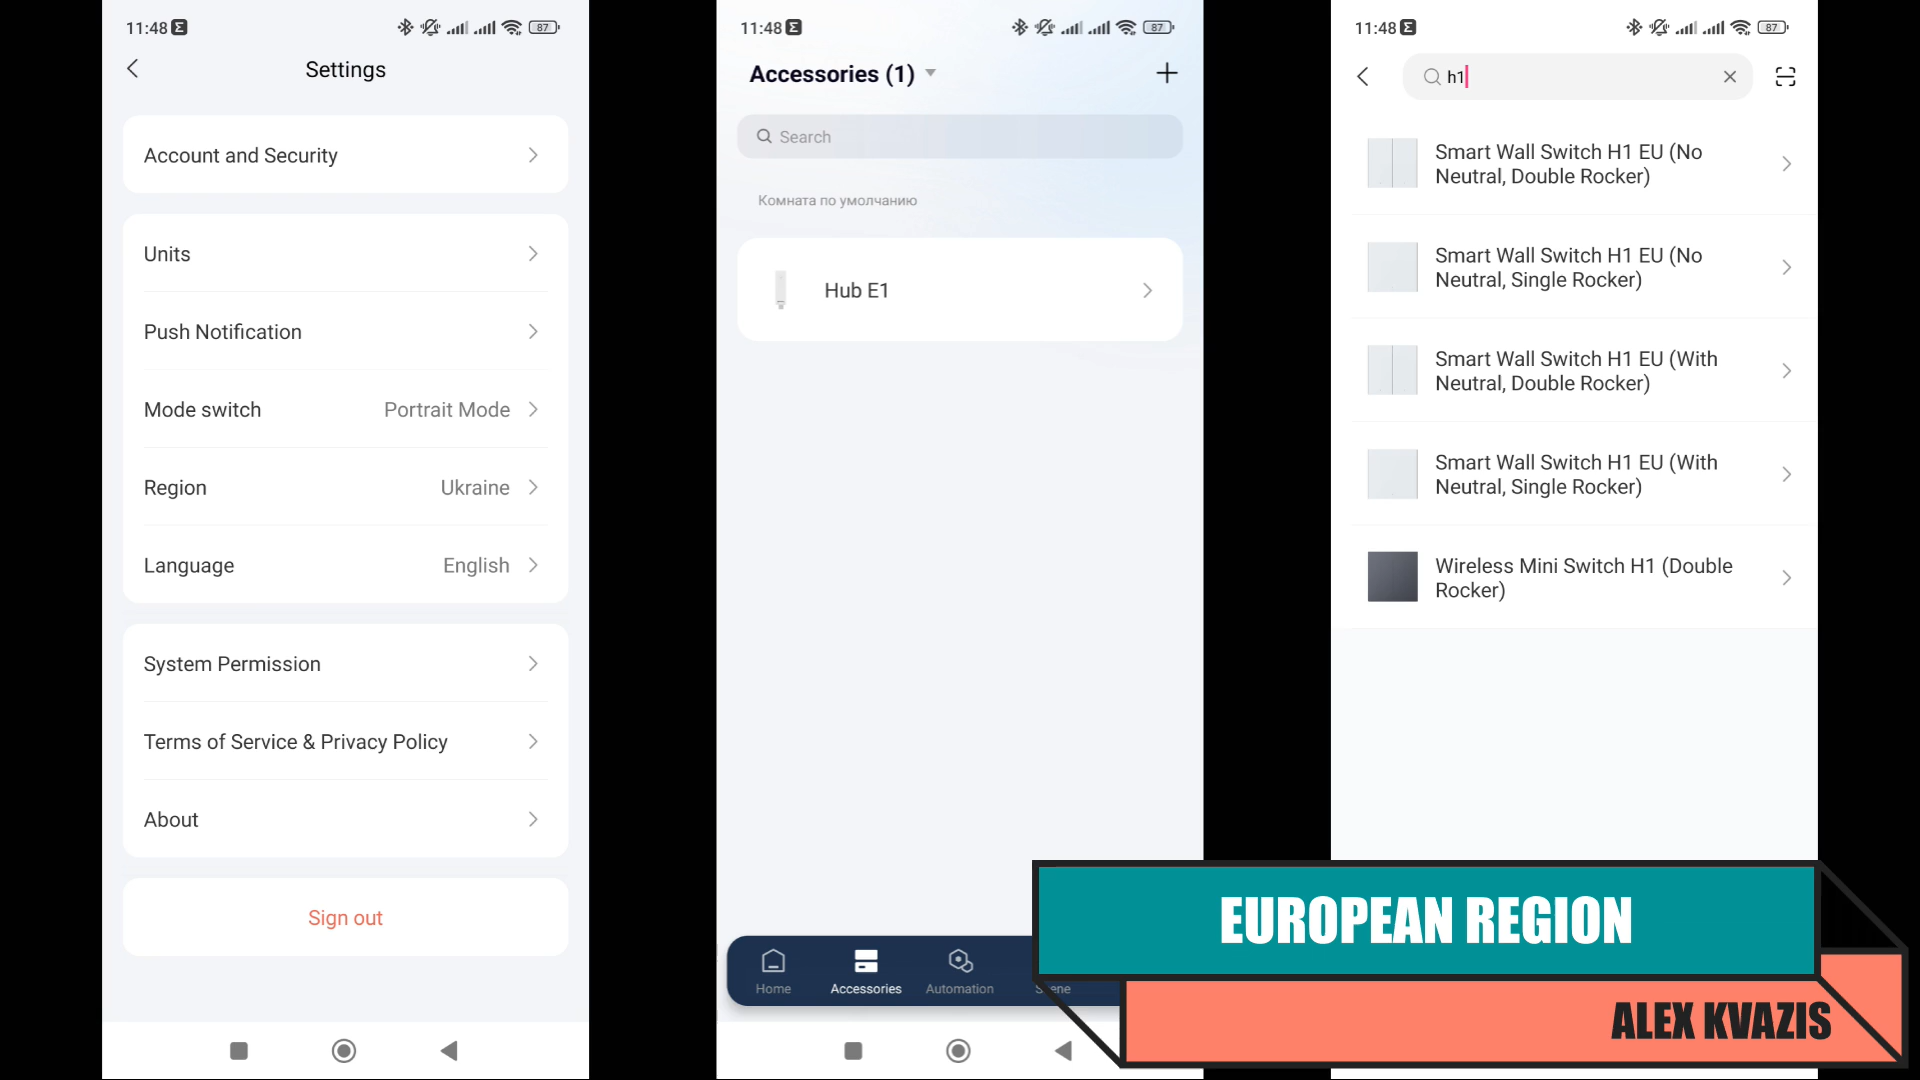 11:48 Σ
87
Settings
Account and Security
Units
Push Notification
Mode switch Portrait Mode
Region Ukraine
Language English
System Permission
Terms of Service & Privacy Policy
About
Sign out
11:48 Σ
87
Accessories (1)
Search
Комната по умолчанию
Hub E1
Home Accessories Automation Scene
11:48 Σ
87
h1
Smart Wall Switch H1 EU (No
Neutral, Double Rocker)
Smart Wall Switch H1 EU (No
Neutral, Single Rocker)
Smart Wall Switch H1 EU (With
Neutral, Double Rocker)
Smart Wall Switch H1 EU (With
Neutral, Single Rocker)
Wireless Mini Switch H1 (Double
Rocker)
EUROPEAN REGION
ALEX KVAZIS